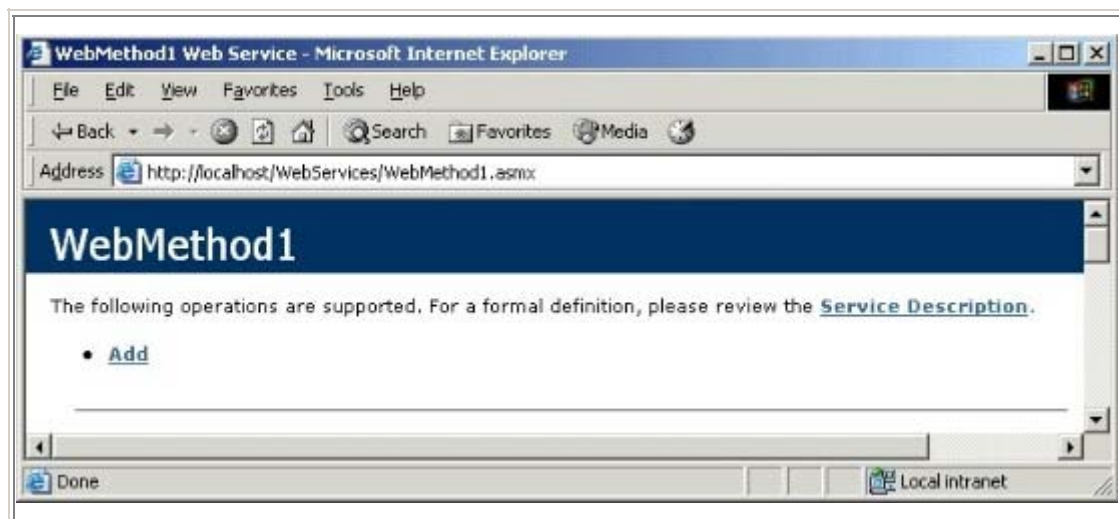 WebMethod1 Web Service - Microsoft Internet Explorer
File Edit View Favorites Tools Help
Back Search Favorites Media
Address http://localhost/WebServices/WebMethod1.asmx
WebMethod1
The following operations are supported. For a formal definition, please review the Service Description.
• Add
Done Local intranet